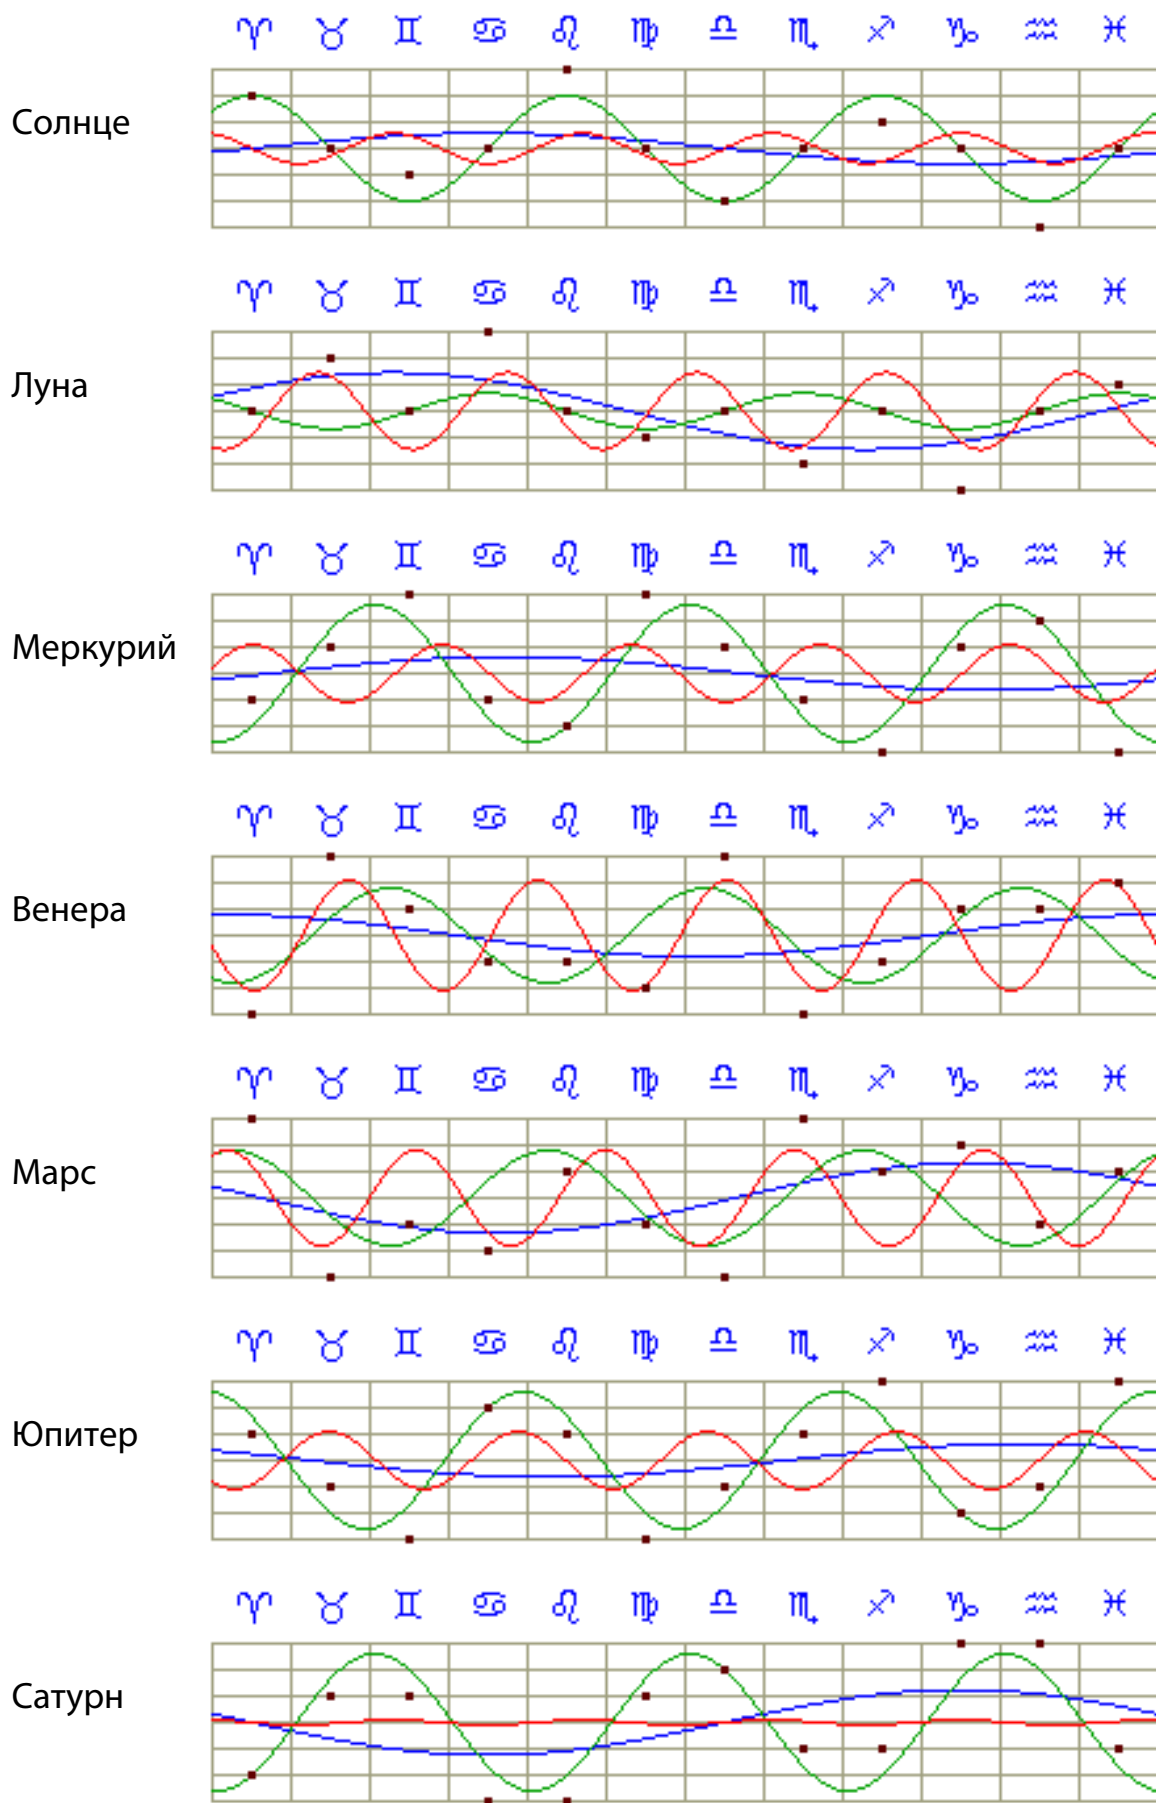 ♈ ♉ ♊ ♋ ♌ ♍ ♎ ♏ ♐ ♑ ♒ ♓
Солнце
♈ ♉ ♊ ♋ ♌ ♍ ♎ ♏ ♐ ♑ ♒ ♓
Луна
♈ ♉ ♊ ♋ ♌ ♍ ♎ ♏ ♐ ♑ ♒ ♓
Меркурий
♈ ♉ ♊ ♋ ♌ ♍ ♎ ♏ ♐ ♑ ♒ ♓
Венера
♈ ♉ ♊ ♋ ♌ ♍ ♎ ♏ ♐ ♑ ♒ ♓
Марс
♈ ♉ ♊ ♋ ♌ ♍ ♎ ♏ ♐ ♑ ♒ ♓
Юпитер
♈ ♉ ♊ ♋ ♌ ♍ ♎ ♏ ♐ ♑ ♒ ♓
Сатурн